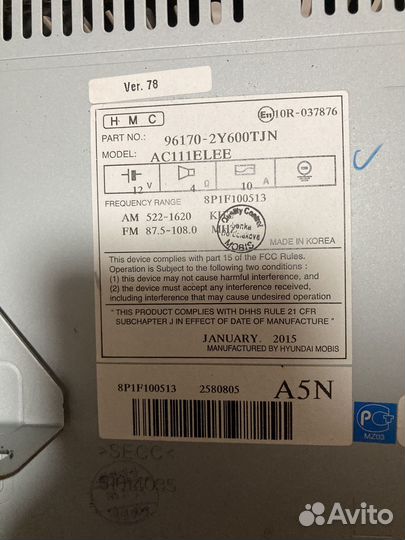 Ver. 78
H M C
En 10R-037876
PART NO.: 96170-2Y600TJN
MODEL: AC111ELEE
12 V 4 Ω 10 A
FREQUENCY RANGE 8P1F100513
AM 522-1620
FM 87.5-108.0
Quality Control
MOBIS
MADE IN KOREA
This device complies with part 15 of the FCC Rules.
Operation is Subject to the following two conditions :
(1) this device may not cause harmful interference, and
(2) the device must accept any interference received,
including interference that may cause undesired operation
" THIS PRODUCT COMPLIES WITH DHHS RULE 21 CFR
SUBCHAPTER J IN EFFECT OF DATE OF MANUFACTURE "
JANUARY. 2015
MANUFACTURED BY HYUNDAI MOBIS
8P1F100513 2580805 A5N
MZ03
>SECC<
Avito